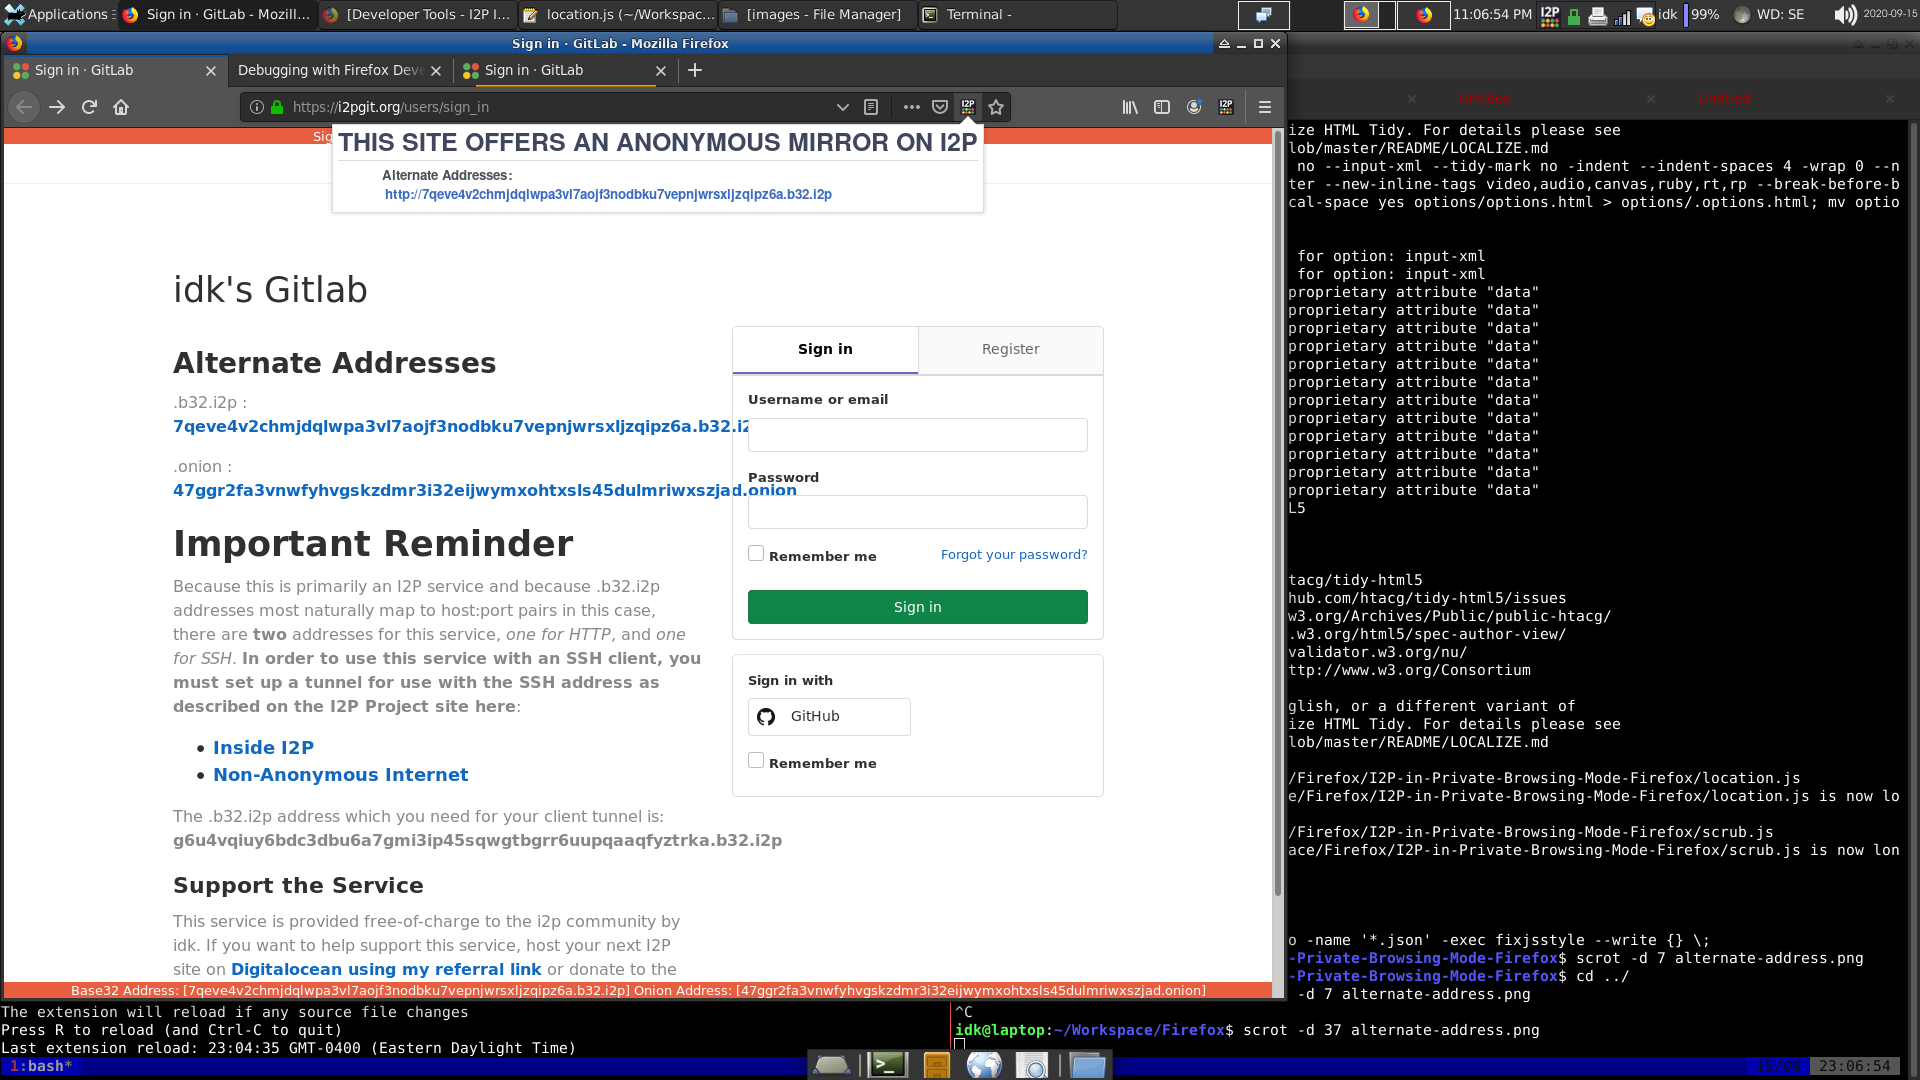 Applications
Sign in · GitLab - Mozill...
[Developer Tools - I2P I...
location.js (~/Workspac...
[images - File Manager]
Terminal -
11:06:54 PM
I2P
idk
99%
WD: SE
2020-09-15
Sign in · GitLab - Mozilla Firefox
Sign in · GitLab
Debugging with Firefox Dev
Sign in · GitLab
https://i2pgit.org/users/sign_in
I2P
I2P
Untitled
Untitled
Sig
THIS SITE OFFERS AN ANONYMOUS MIRROR ON I2P
Alternate Addresses:
http://7qeve4v2chmjdqlwpa3vl7aojf3nodbku7vepnjwrsxljzqipz6a.b32.i2p
idk's Gitlab
Alternate Addresses
.b32.i2p :
7qeve4v2chmjdqlwpa3vl7aojf3nodbku7vepnjwrsxljzqipz6a.b32.i2
.onion :
47ggr2fa3vnwfyhvgskzdmr3i32eijwymxohtxsls45dulmriwxszjad.onion
Important Reminder
Because this is primarily an I2P service and because .b32.i2p
addresses most naturally map to host:port pairs in this case,
there are two addresses for this service, one for HTTP, and one
for SSH. In order to use this service with an SSH client, you
must set up a tunnel for use with the SSH address as
described on the I2P Project site here:
• Inside I2P
• Non-Anonymous Internet
The .b32.i2p address which you need for your client tunnel is:
g6u4vqiuy6bdc3dbu6a7gmi3ip45sqwgtbgrr6uupqaaqfyztrka.b32.i2p
Support the Service
This service is provided free-of-charge to the i2p community by
idk. If you want to help support this service, host your next I2P
site on Digitalocean using my referral link or donate to the
Sign in
Register
Username or email
Password
Remember me
Forgot your password?
Sign in
Sign in with
GitHub
Remember me
Base32 Address: [7qeve4v2chmjdqlwpa3vl7aojf3nodbku7vepnjwrsxljzqipz6a.b32.i2p] Onion Address: [47ggr2fa3vnwfyhvgskzdmr3i32eijwymxohtxsls45dulmriwxszjad.onion]
ize HTML Tidy. For details please see
lob/master/README/LOCALIZE.md
no --input-xml --tidy-mark no -indent --indent-spaces 4 -wrap 0 --n
ter --new-inline-tags video,audio,canvas,ruby,rt,rp --break-before-b
cal-space yes options/options.html > options/.options.html; mv optio
for option: input-xml
for option: input-xml
proprietary attribute "data"
proprietary attribute "data"
proprietary attribute "data"
proprietary attribute "data"
proprietary attribute "data"
proprietary attribute "data"
proprietary attribute "data"
proprietary attribute "data"
proprietary attribute "data"
proprietary attribute "data"
proprietary attribute "data"
proprietary attribute "data"
L5
tacg/tidy-html5
hub.com/htacg/tidy-html5/issues
w3.org/Archives/Public/public-htacg/
.w3.org/html5/spec-author-view/
validator.w3.org/nu/
ttp://www.w3.org/Consortium
glish, or a different variant of
ize HTML Tidy. For details please see
lob/master/README/LOCALIZE.md
/Firefox/I2P-in-Private-Browsing-Mode-Firefox/location.js
e/Firefox/I2P-in-Private-Browsing-Mode-Firefox/location.js is now lo
/Firefox/I2P-in-Private-Browsing-Mode-Firefox/scrub.js
ace/Firefox/I2P-in-Private-Browsing-Mode-Firefox/scrub.js is now lon
o -name '*.json' -exec fixjsstyle --write {} \;
-Private-Browsing-Mode-Firefox$ scrot -d 7 alternate-address.png
-Private-Browsing-Mode-Firefox$ cd ../
-d 7 alternate-address.png
^C
idk@laptop:~/Workspace/Firefox$ scrot -d 37 alternate-address.png
The extension will reload if any source file changes
Press R to reload (and Ctrl-C to quit)
Last extension reload: 23:04:35 GMT-0400 (Eastern Daylight Time)
1:bash*
15/09
23:06:54